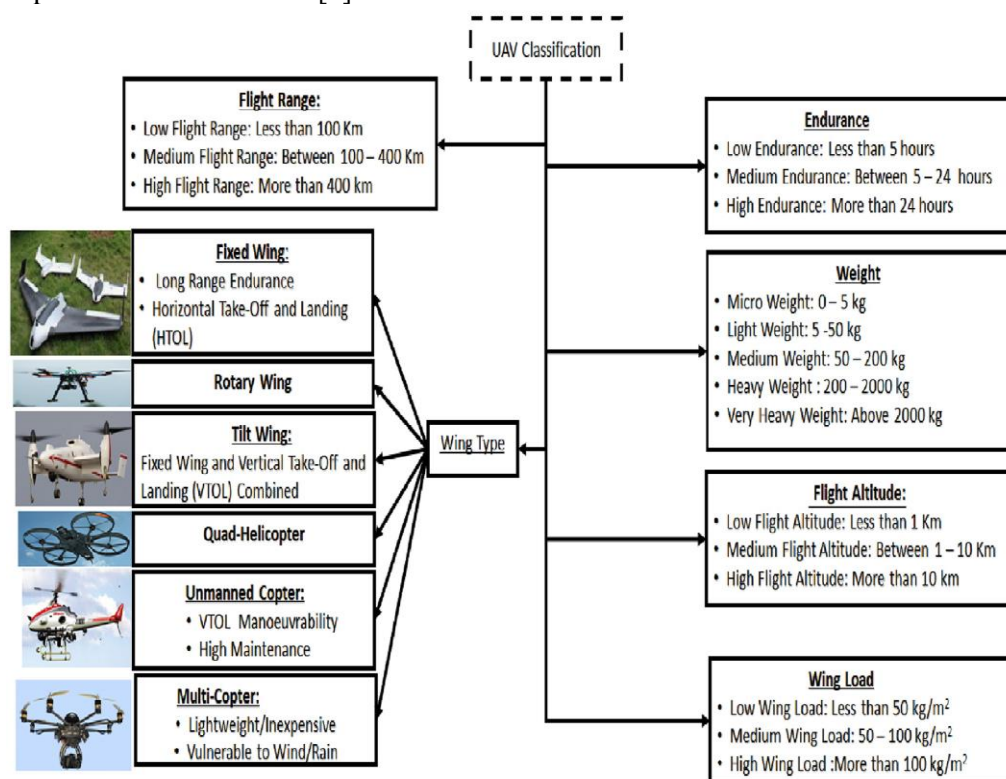 UAV Classification
Flight Range:
• Low Flight Range: Less than 100 Km
• Medium Flight Range: Between 100 – 400 Km
• High Flight Range: More than 400 km
Endurance
• Low Endurance: Less than 5 hours
• Medium Endurance: Between 5 – 24 hours
• High Endurance: More than 24 hours
Fixed Wing:
• Long Range Endurance
• Horizontal Take-Off and Landing
(HTOL)
Rotary Wing
Tilt Wing:
Fixed Wing and Vertical Take-Off and
Landing (VTOL) Combined
Quad-Helicopter
Unmanned Copter:
• VTOL Manoeuvrability
• High Maintenance
Multi-Copter:
• Lightweight/Inexpensive
• Vulnerable to Wind/Rain
Wing Type
Weight
• Micro Weight: 0 – 5 kg
• Light Weight: 5 -50 kg
• Medium Weight: 50 – 200 kg
• Heavy Weight : 200 – 2000 kg
• Very Heavy Weight: Above 2000 kg
Flight Altitude:
• Low Flight Altitude: Less than 1 Km
• Medium Flight Altitude: Between 1 – 10 Km
• High Flight Altitude: More than 10 km
Wing Load
• Low Wing Load: Less than 50 kg/m²
• Medium Wing Load: 50 – 100 kg/m²
• High Wing Load :More than 100 kg/m²